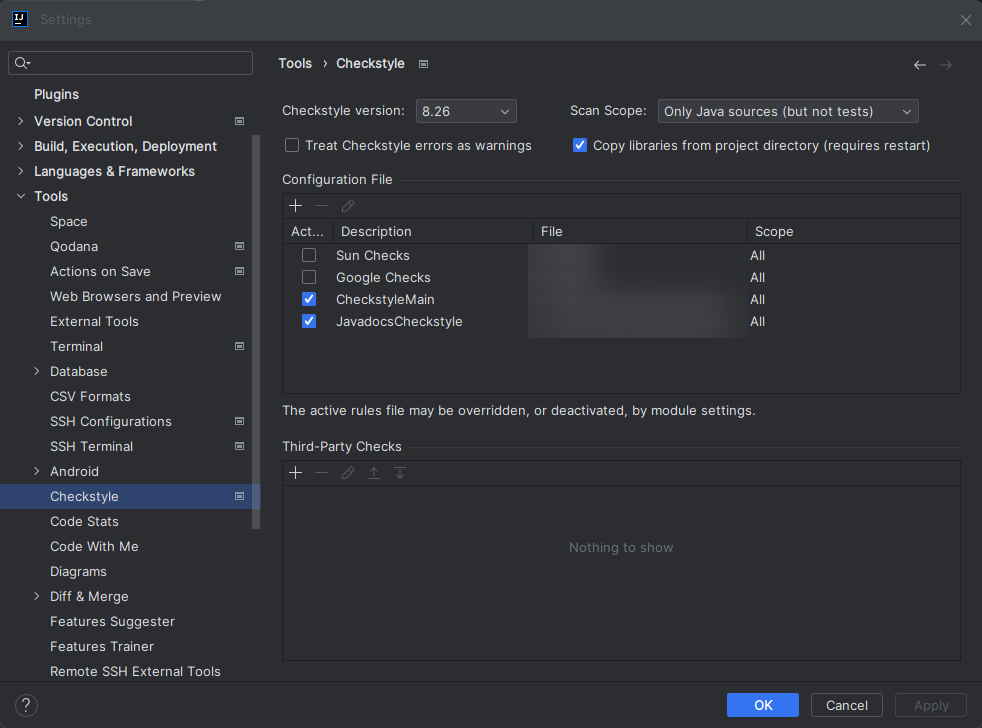 IJ Settings
Plugins
Version Control
Build, Execution, Deployment
Languages & Frameworks
Tools
Space
Qodana
Actions on Save
Web Browsers and Preview
External Tools
Terminal
Database
CSV Formats
SSH Configurations
SSH Terminal
Android
Checkstyle
Code Stats
Code With Me
Diagrams
Diff & Merge
Features Suggester
Features Trainer
Remote SSH External Tools
Tools › Checkstyle
Checkstyle version: 8.26 Scan Scope: Only Java sources (but not tests)
Treat Checkstyle errors as warnings Copy libraries from project directory (requires restart)
Configuration File
Act... Description File Scope
Sun Checks All
Google Checks All
CheckstyleMain All
JavadocsCheckstyle All
The active rules file may be overridden, or deactivated, by module settings.
Third-Party Checks
Nothing to show
? OK Cancel Apply